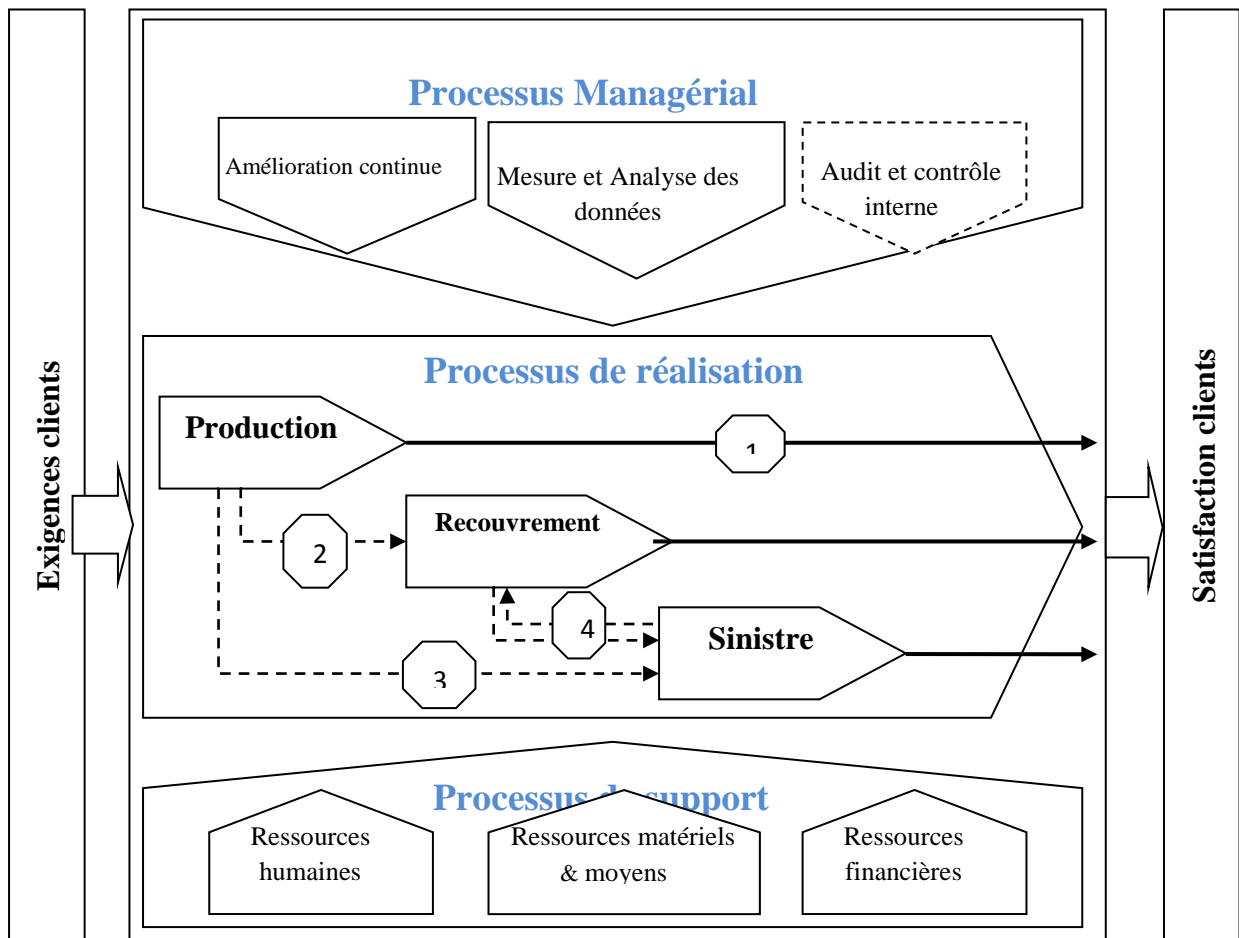 Processus Managérial
Amélioration continue
Mesure et Analyse des
données
Audit et contrôle
interne
Exigences clients
Processus de réalisation
Production
1
2
Recouvrement
4
Sinistre
3
Satisfaction clients
Processus support
Ressources
humaines
Ressources matériels
& moyens
Ressources
financières